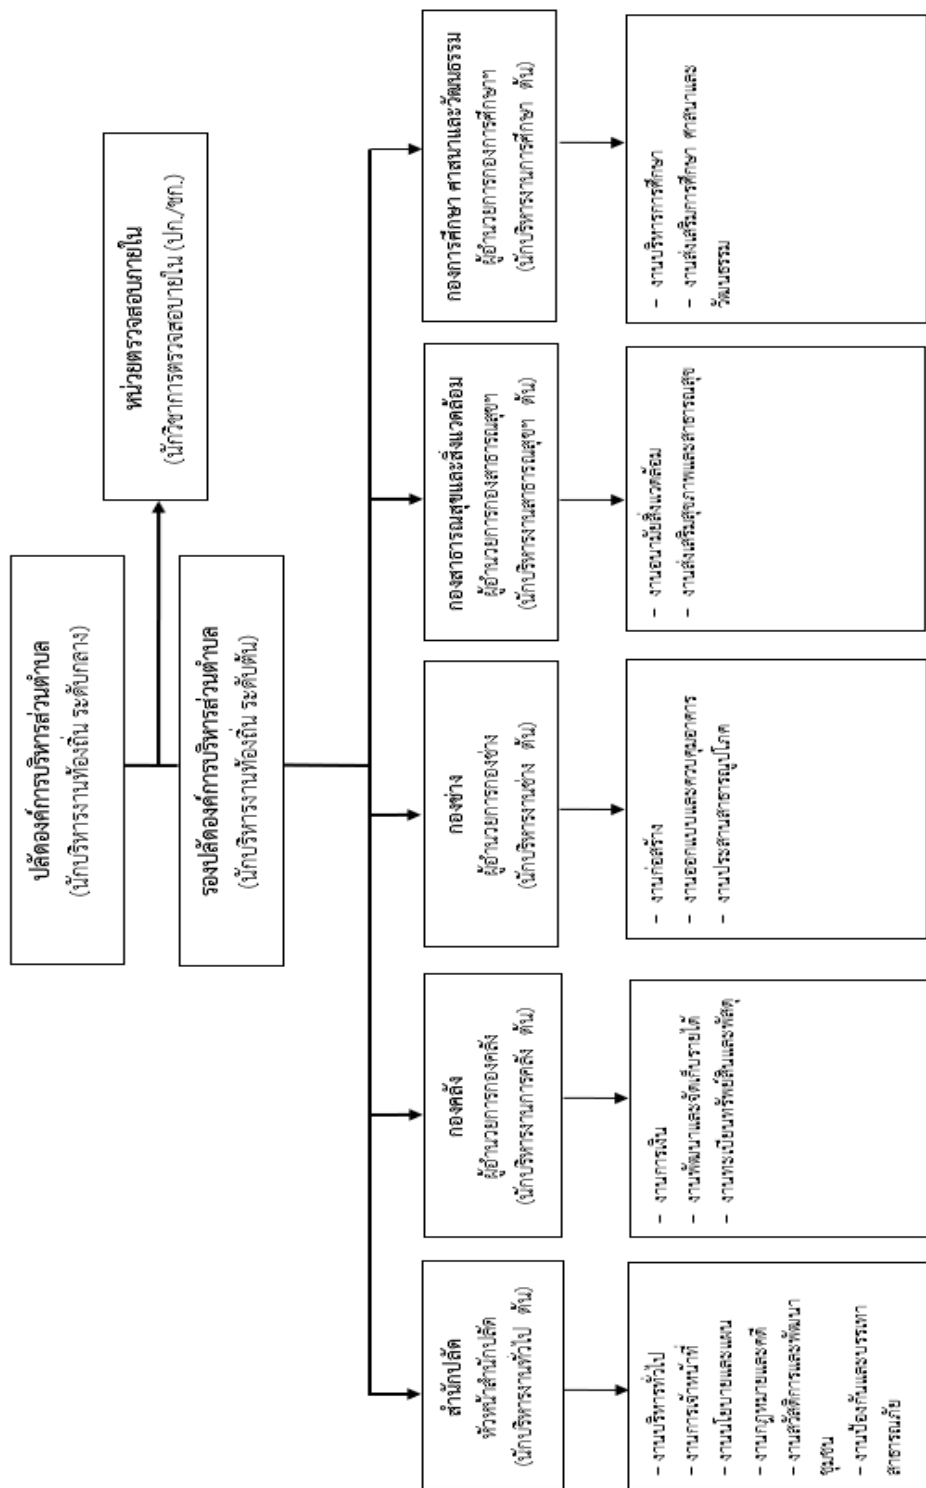 ปลัดองค์การบริหารส่วนตำบล
(นักบริหารงานท้องถิ่น ระดับกลาง)
หน่วยตรวจสอบภายใน
(นักวิชาการตรวจสอบายใน (ปก./ชก.)
รองปลัดองค์การบริหารส่วนตำบล
(นักบริหารงานท้องถิ่น ระดับต้น)
สำนักปลัด
หัวหน้าสำนักปลัด
(นักบริหารงานทั่วไป ต้น)
กองคลัง
ผู้อำนวยการกองคลัง
(นักบริหารงานการคลัง ต้น)
กองช่าง
ผู้อำนวยการกองช่าง
(นักบริหารงานช่าง ต้น)
กองสาธารณสุขและสิ่งแวดล้อม
ผู้อำนวยการกองสาธารณสุขฯ
(นักบริหารงานสาธารณสุขฯ ต้น)
กองการศึกษา ศาสนาและวัฒนธรรม
ผู้อำนวยการกองการศึกษาฯ
(นักบริหารงานการศึกษา ต้น)
- งานบริหารทั่วไป
- งานการเจ้าหน้าที่
- งานนโยบายและแผน
- งานกฎหมายและคดี
- งานสวัสดิการและพัฒนา
ชุมชน
- งานป้องกันและบรรเทา
สาธารณภัย
- งานการเงิน
- งานพัฒนาและจัดเก็บรายได้
- งานทะเบียนทรัพย์สินและพัสดุ
- งานก่อสร้าง
- งานออกแบบและควบคุมอาคาร
- งานประสานสาธารณูปโภค
- งานอนามัยสิ่งแวดล้อม
- งานส่งเสริมสุขภาพและสาธารณสุข
- งานบริหารการศึกษา
- งานส่งเสริมการศึกษา ศาสนาและ
วัฒนธรรม